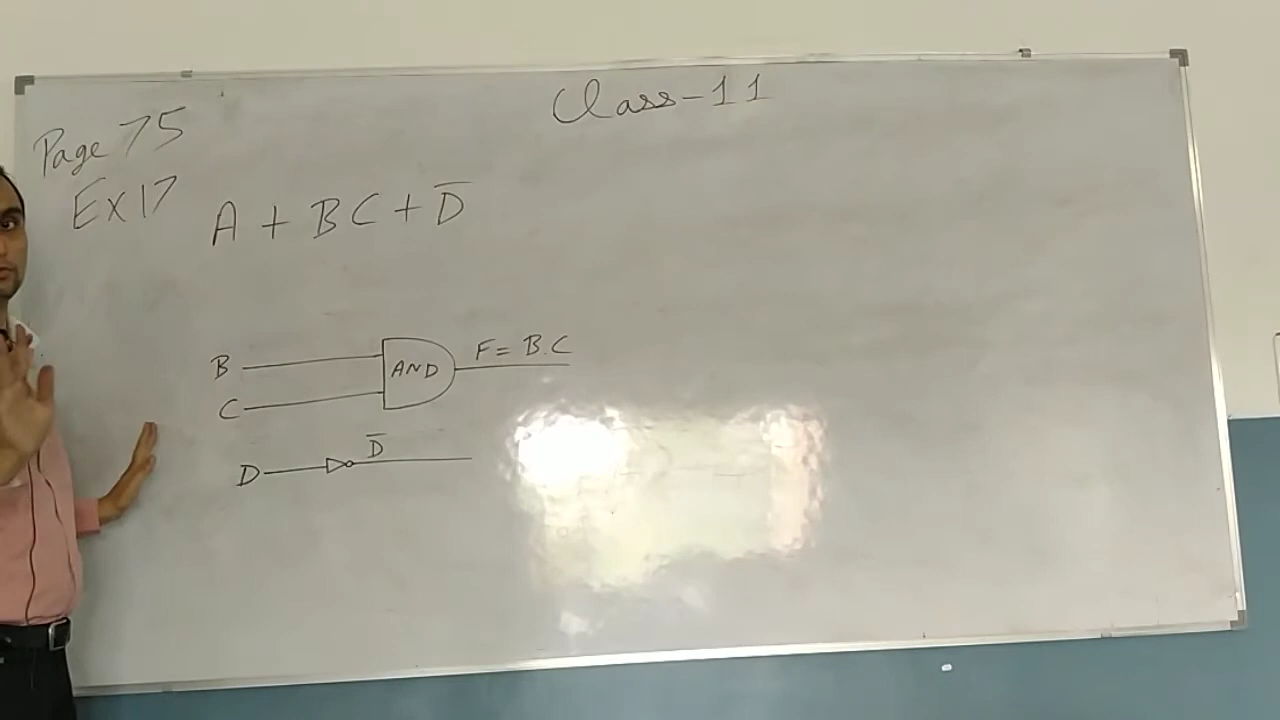 Class-11
Page 75
Ex17 A + BC + D̅
B
C
AND
F = B.C
D
D̅